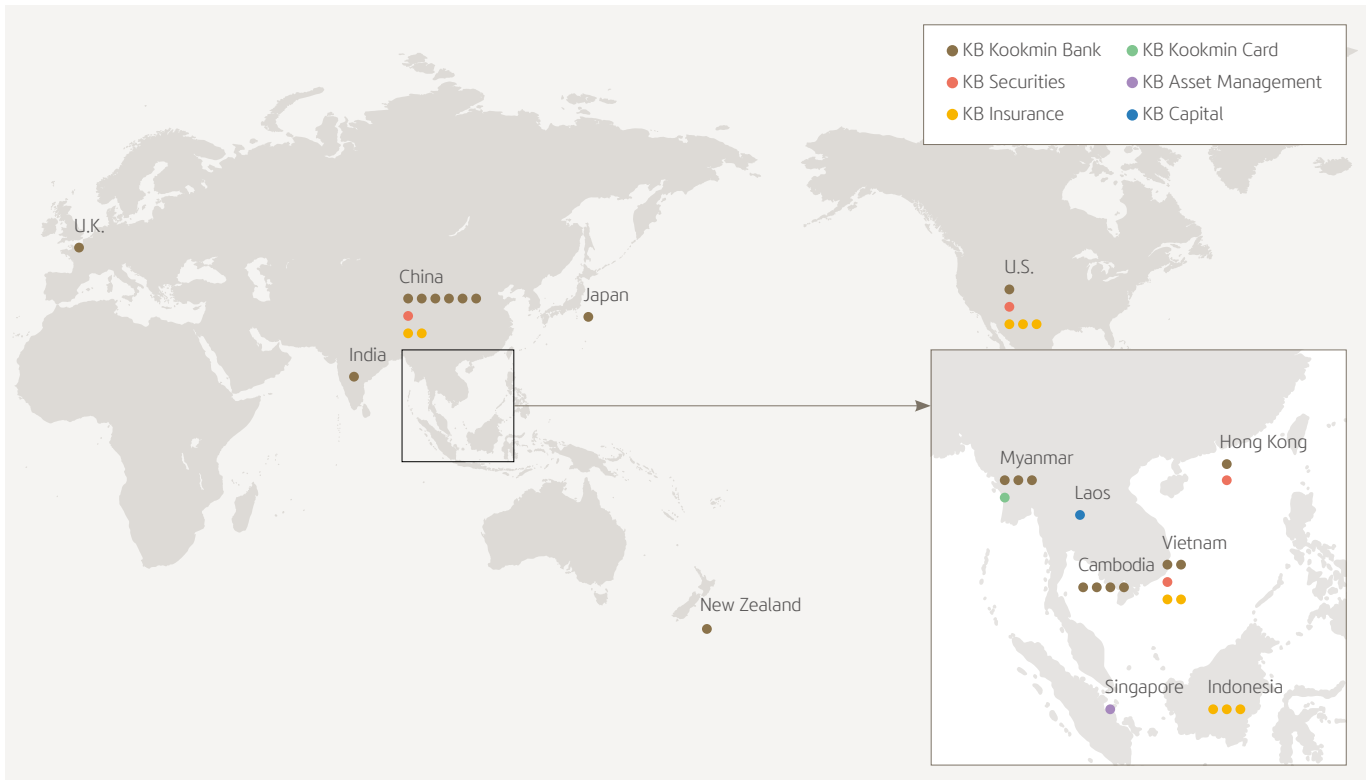 KB Kookmin Bank
KB Kookmin Card
KB Securities
KB Asset Management
KB Insurance
KB Capital
U.K.
China
Japan
India
U.S.
New Zealand
Hong Kong
Myanmar
Laos
Vietnam
Cambodia
Singapore
Indonesia